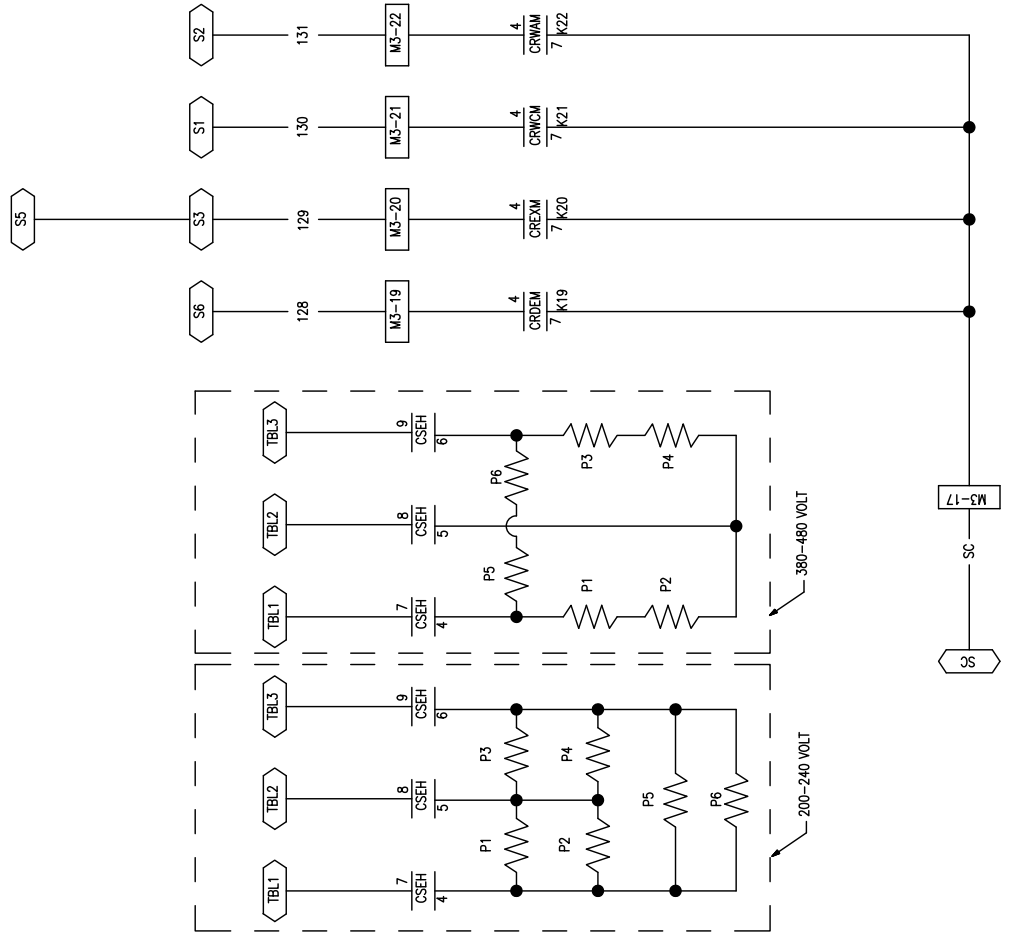 S2
131
M3-22
4
CRWAM
7 K22
S1
130
M3-21
4
CRWCM
7 K21
S5
S3
129
M3-20
4
CREXM
7 K20
S6
128
M3-19
4
CRDEM
7 K19
TBL3
9
CSEH
6
P6
P3
P4
TBL2
8
CSEH
5
TBL1
7
CSEH
4
P5
P1
P2
380-480 VOLT
M3-17
SC
SC
TBL3
9
CSEH
6
P3
P4
TBL2
8
CSEH
5
P5
P6
TBL1
7
CSEH
4
P1
P2
200-240 VOLT